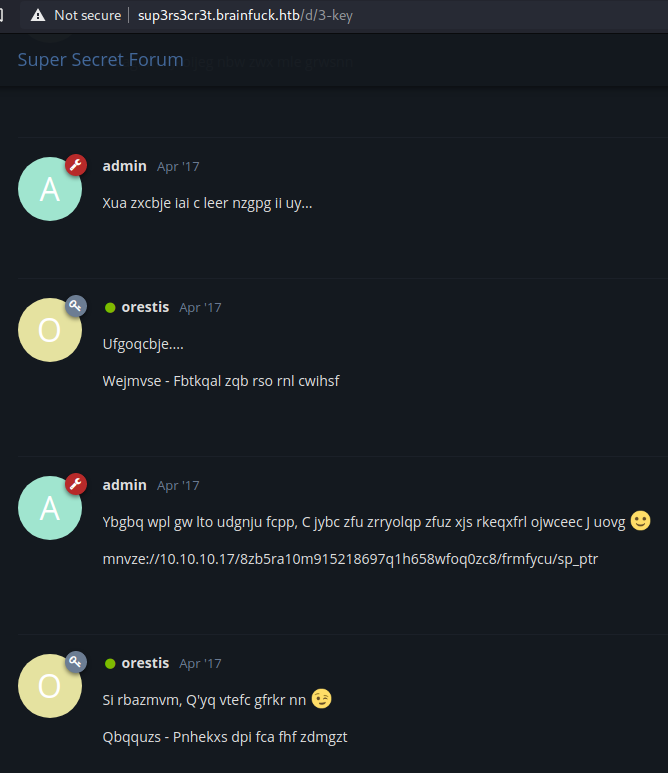 Not secure
sup3rs3cr3t.brainfuck.htb/d/3-key
Super Secret Forum
A
admin Apr '17
Xua zxcbje iai c leer nzgpg ii uy...
O
orestis Apr '17
Ufgoqcbje....
Wejmvse - Fbtkqal zqb rso rnl cwihsf
A
admin Apr '17
Ybgbq wpl gw lto udgnju fcpp, C jybc zfu zrryolqp zfuz xjs rkeqxfrl ojwceec J uovg 🙂
mnvze://10.10.10.17/8zb5ra10m915218697q1h658wfoq0zc8/frmfycu/sp_ptr
O
orestis Apr '17
Si rbazmvm, Q'yq vtefc gfrkr nn 😉
Qbqquzs - Pnhekxs dpi fca fhf zdmgzt